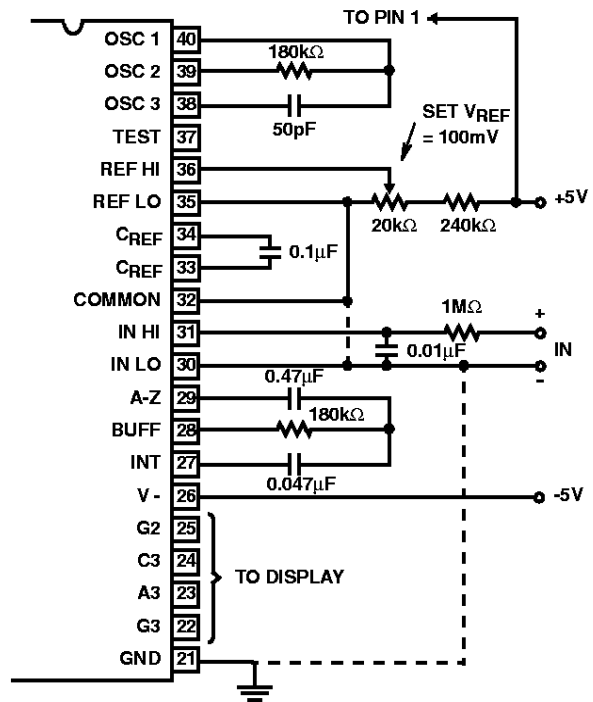 TO PIN 1
OSC 1 40
180kΩ
OSC 2 39
OSC 3 38
50pF
SET VREF
= 100mV
TEST 37
REF HI 36
REF LO 35
20kΩ
240kΩ
+5V
CREF 34
0.1µF
CREF 33
COMMON 32
1MΩ
+
IN HI 31
0.01µF
IN
IN LO 30
-
0.47µF
A-Z 29
180kΩ
BUFF 28
INT 27
0.047µF
V - 26
-5V
G2 25
C3 24
TO DISPLAY
A3 23
G3 22
GND 21